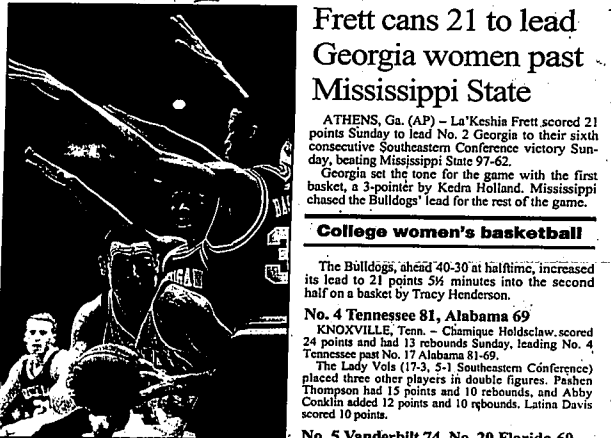 Frett cans 21 to lead
Georgia women past
Mississippi State
ATHENS, Ga. (AP) – La'Keshia Frett scored 21
points Sunday to lead No. 2 Georgia to their sixth
consecutive Southeastern Conference victory Sun-
day, beating Mississippi State 97-62.
Georgia set the tone for the game with the first
basket, a 3-pointer by Kedra Holland. Mississippi
chased the Bulldogs' lead for the rest of the game.
College women's basketball
The Bulldogs, ahead 40-30 at halftime, increased
its lead to 21 points 5½ minutes into the second
half on a basket by Tracy Henderson.
No. 4 Tennessee 81, Alabama 69
KNOXVILLE, Tenn. – Chamique Holdsclaw scored
24 points and had 13 rebounds Sunday, leading No. 4
Tennessee past No. 17 Alabama 81-69.
The Lady Vols (17-3, 5-1 Southeastern Conference)
placed three other players in double figures. Pashen
Thompson had 15 points and 10 rebounds, and Abby
Conklin added 12 points and 10 rebounds. Latina Davis
scored 10 points.
No. 5 Vanderbilt 74, No. 20 Florida 69